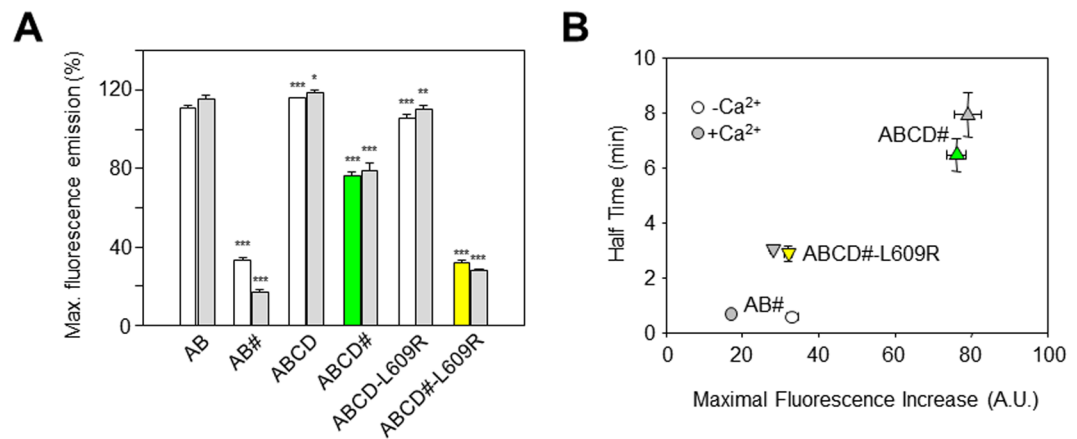 A
Max. fluorescence emission (%)
120
80
40
0
***
***
***
*
***
***
***
**
***
***
AB
AB#
ABCD
ABCD#
ABCD-L609R
ABCD#-L609R
B
Half Time (min)
10
8
6
4
2
0
-Ca²⁺
+Ca²⁺
ABCD#
ABCD#-L609R
AB#
0 20 40 60 80 100
Maximal Fluorescence Increase (A.U.)